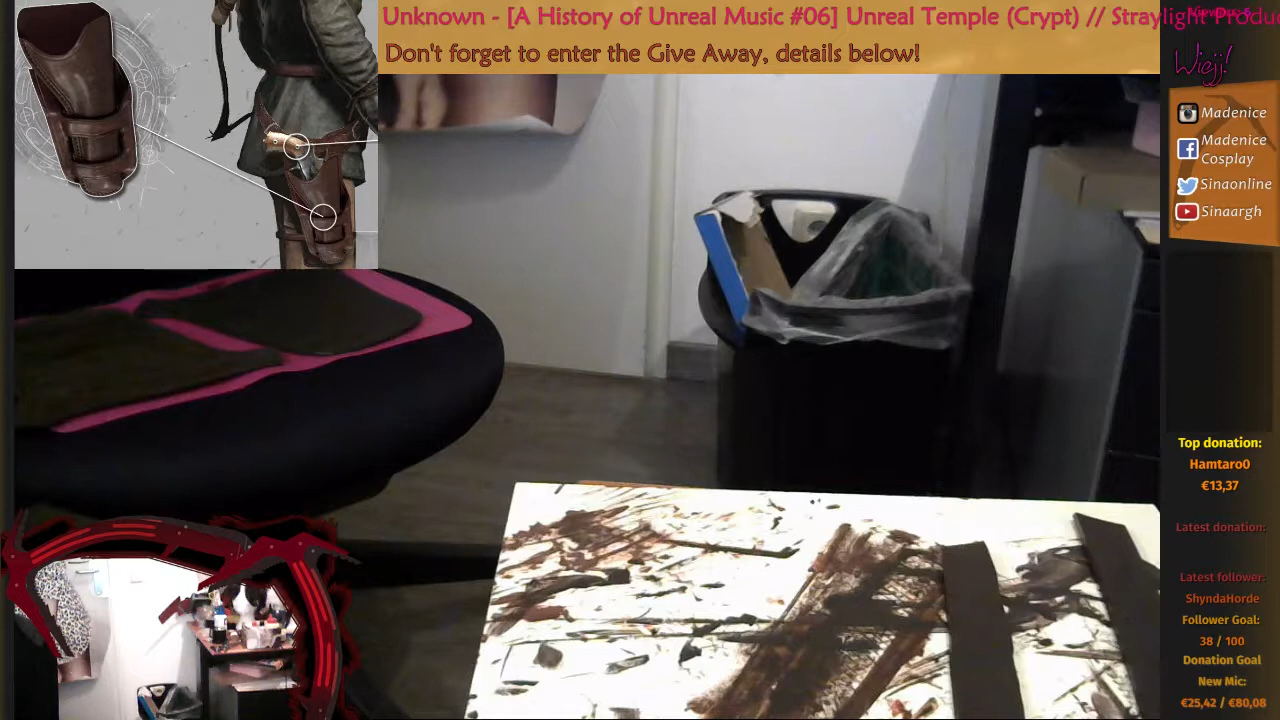 Unknown - [A History of Unreal Music #06] Unreal Temple (Crypt) // Straylight Produ
Don't forget to enter the Give Away, details below!
Wiejj!
Madenice
Madenice
Cosplay
Sinaonline
Sinaargh
Top donation:
Hamtaro0
€13,37
Latest donation:
Latest follower:
ShyndaHorde
Follower Goal:
38 / 100
Donation Goal
New Mic:
€25,42 / €80,08